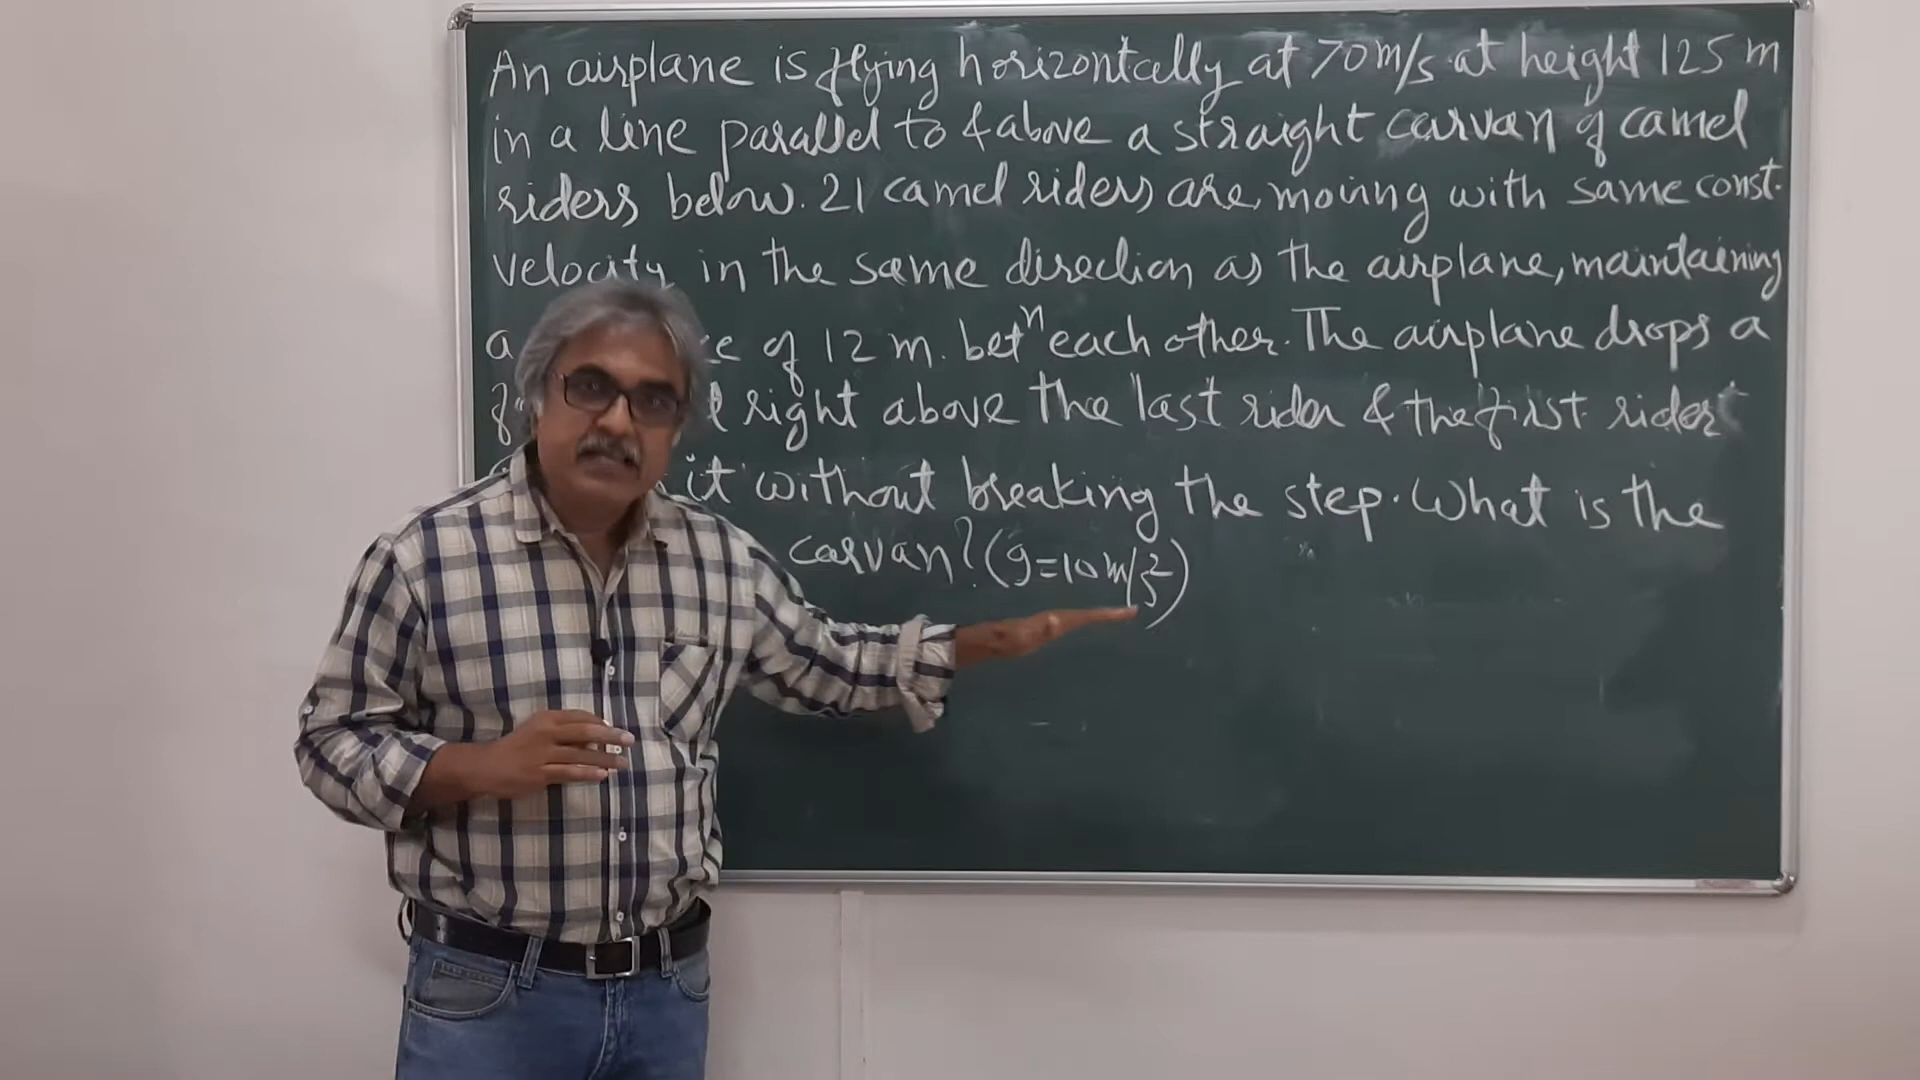 An airplane is flying horizontally at 70 m/s at height 125 m
in a line parallel to & above a straight carvan of camel
riders below. 21 camel riders are moving with same const.
velocity in the same direction as the airplane, maintaining
a of 12 m. betⁿ each other. The airplane drops a
right above the last rider & the first rider
it without breaking the step. What is the
carvan? (g=10 m/s²)